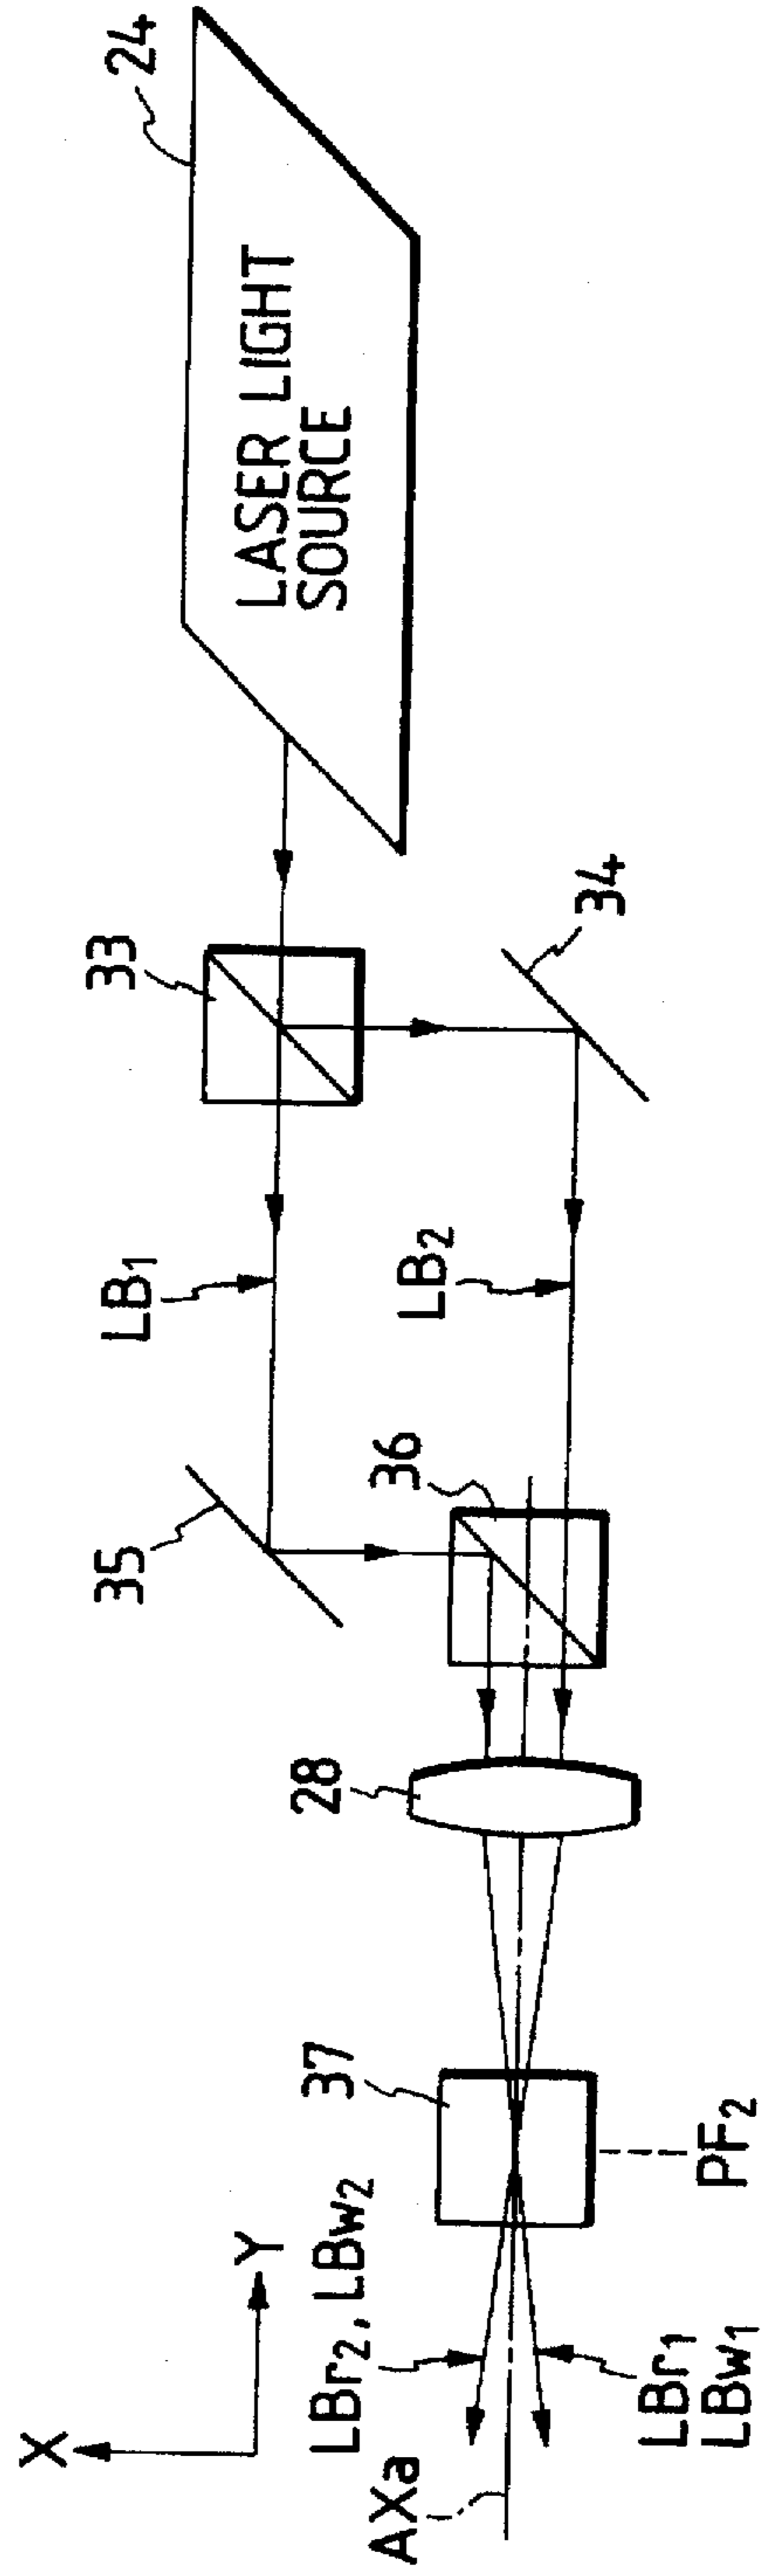 X
Y
AXa
LBr2, LBw2
LBr1
LBw1
37
PF2
28
36
35
LB1
LB2
33
34
LASER LIGHT
SOURCE
24